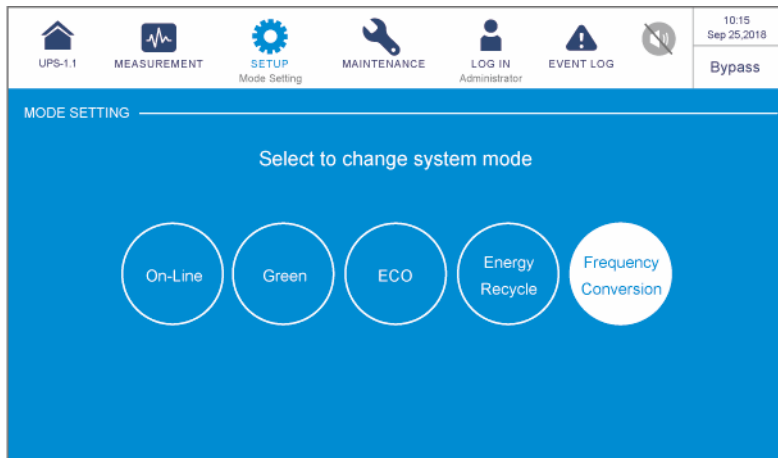 UPS-1.1
MEASUREMENT
SETUP
Mode Setting
MAINTENANCE
LOG IN
Administrator
EVENT LOG
10:15
Sep 25,2018
Bypass
MODE SETTING
Select to change system mode
On-Line
Green
ECO
Energy
Recycle
Frequency
Conversion